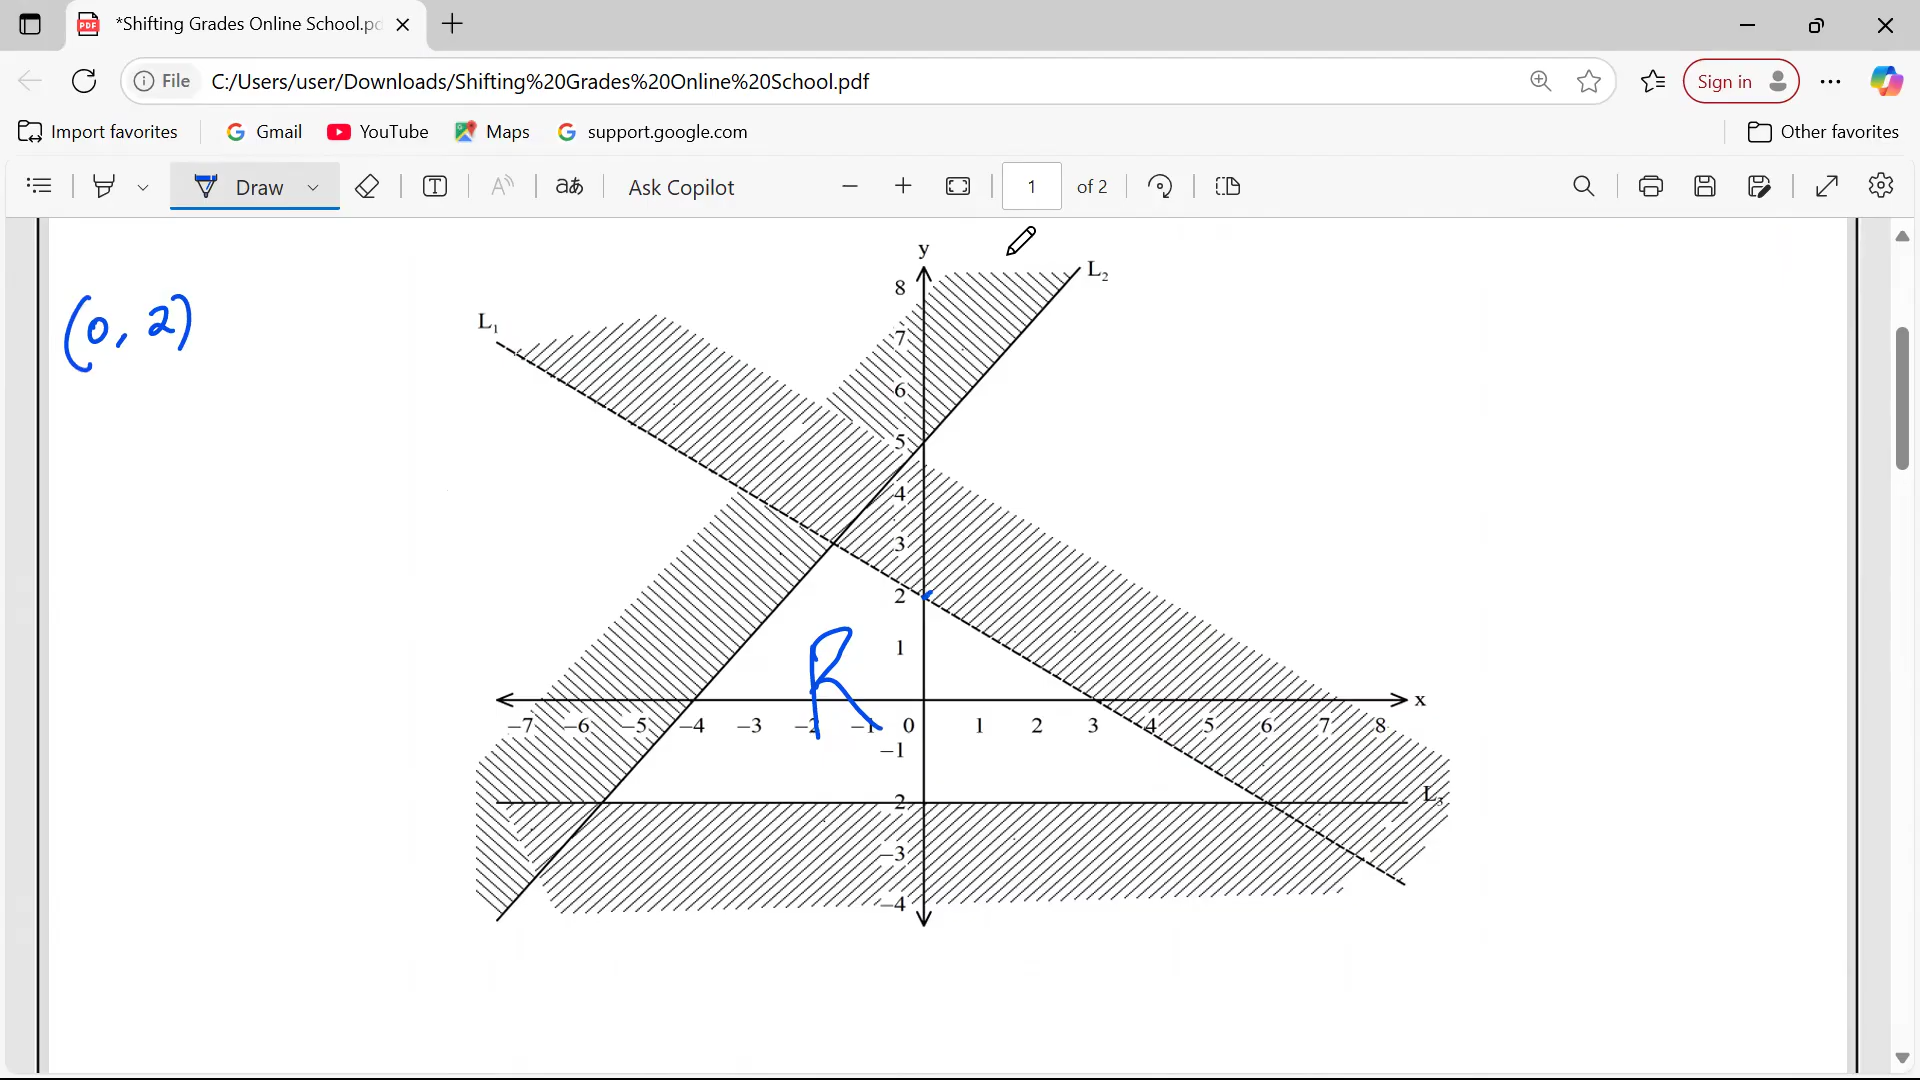 *Shifting Grades Online School.pd
File C:/Users/user/Downloads/Shifting%20Grades%20Online%20School.pdf Sign in
Import favorites Gmail YouTube Maps support.google.com Other favorites
Draw aあ Ask Copilot 1 of 2
y
L₂
8
(0, 2)
L₁
7
6
5
4
3
2
R 1
x
–7 –6 –5 –4 –3 –2 –1 0 1 2 3 4 5 6 7 8
–1
L₃
2
–3
–4